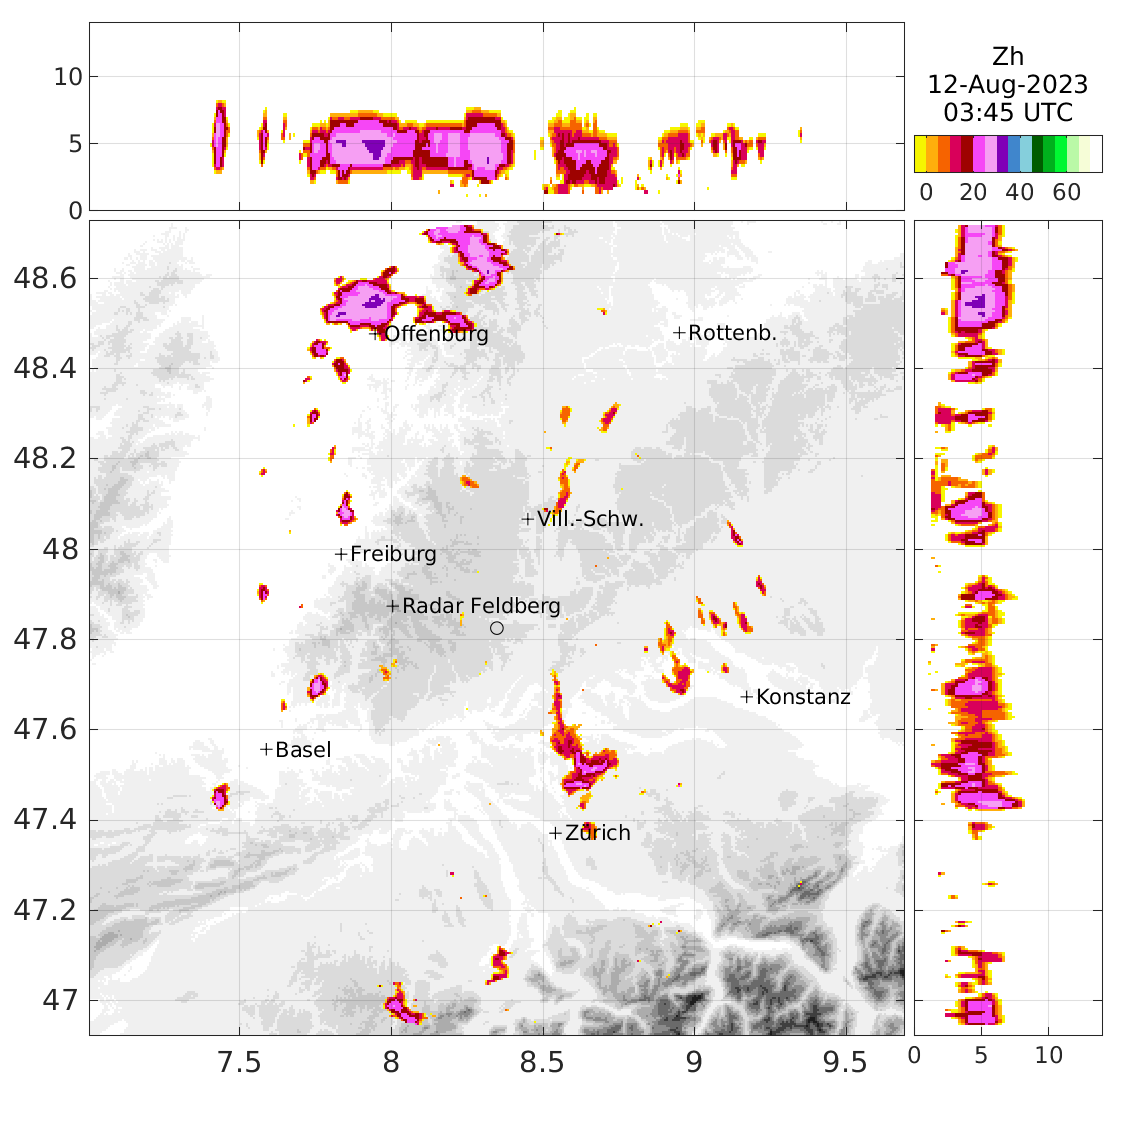 10
5
0
Zh
12-Aug-2023
03:45 UTC
0 20 40 60
48.6
48.4
48.2
48
47.8
47.6
47.4
47.2
47
Offenburg
Rottenb.
Vill.-Schw.
Freiburg
Radar Feldberg
Konstanz
Basel
Zürich
7.5 8 8.5 9 9.5
0 5 10